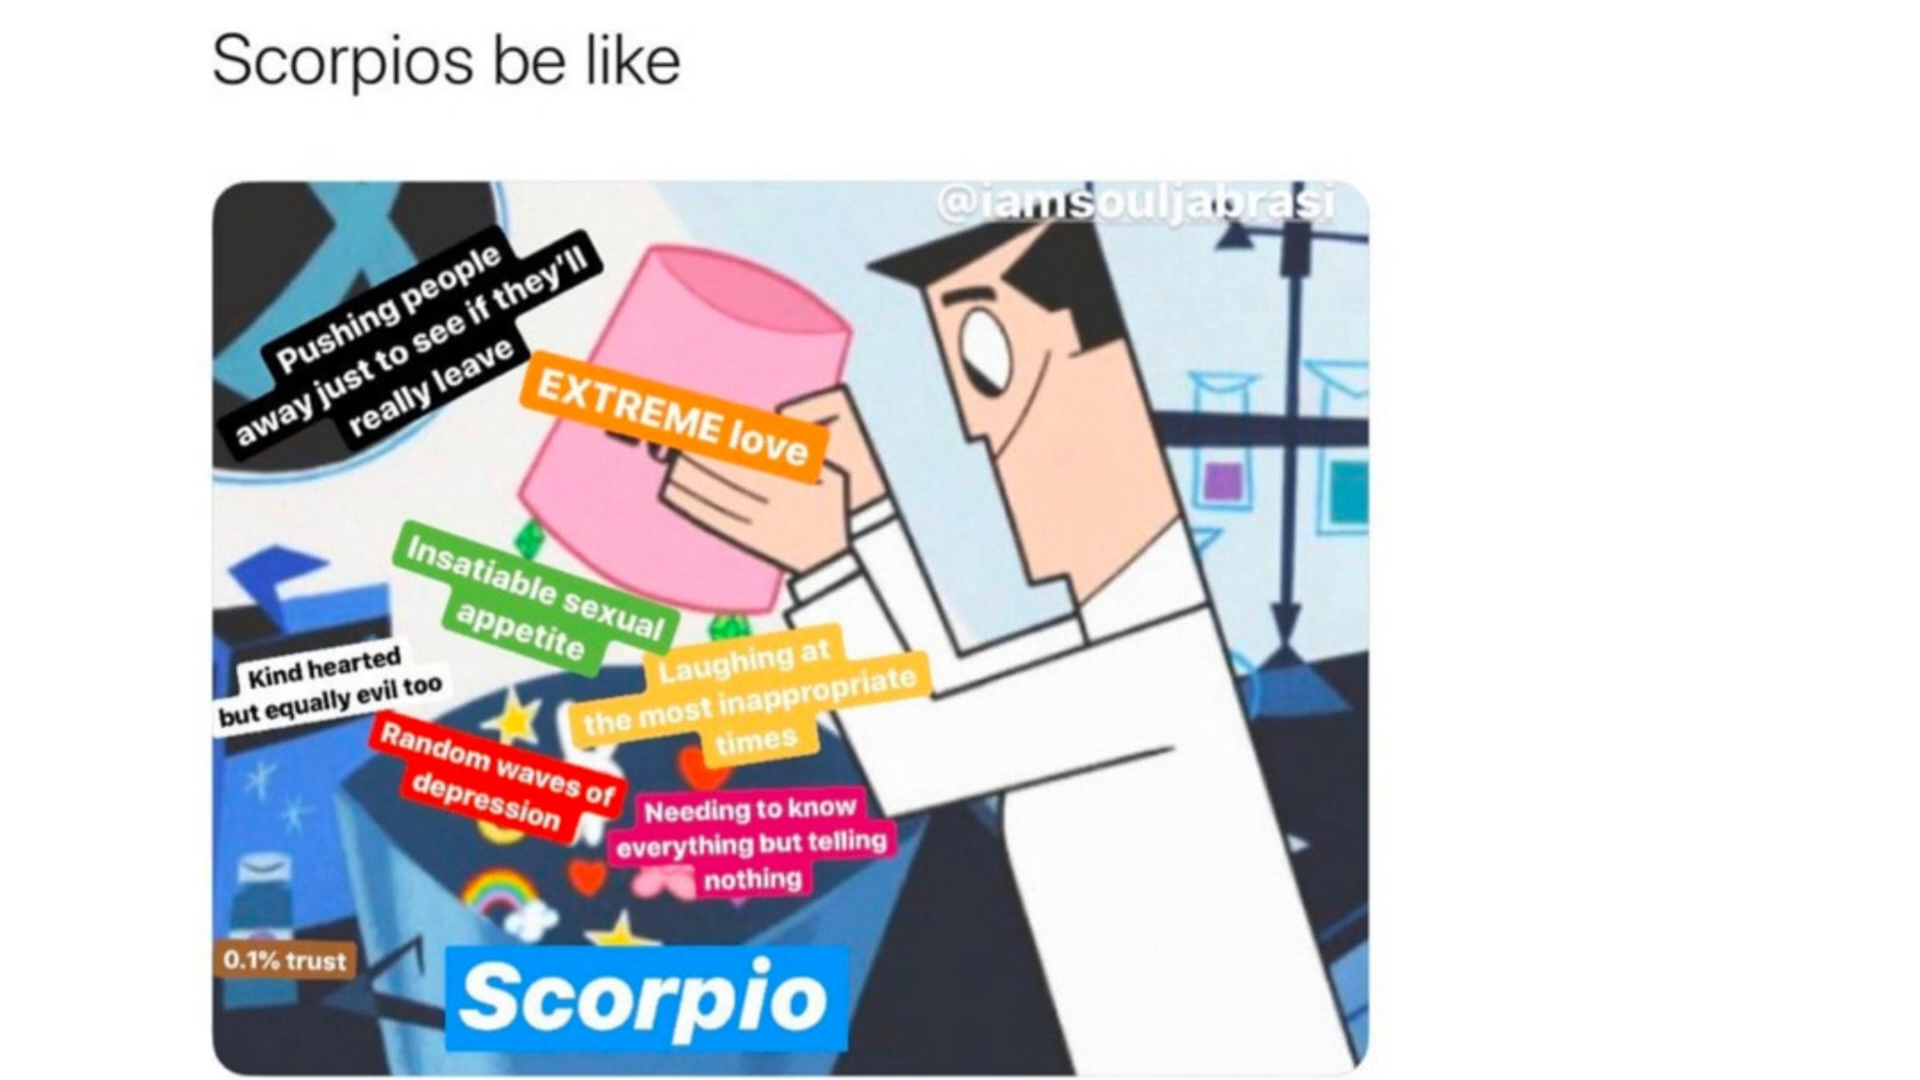 Scorpios be like
@iamsouljabrasi
Pushing people
away just to see if they'll
really leave
EXTREME love
Insatiable sexual
appetite
Kind hearted
but equally evil too
Laughing at
the most inappropriate
times
Random waves of
depression
Needing to know
everything but telling
nothing
0.1% trust
Scorpio